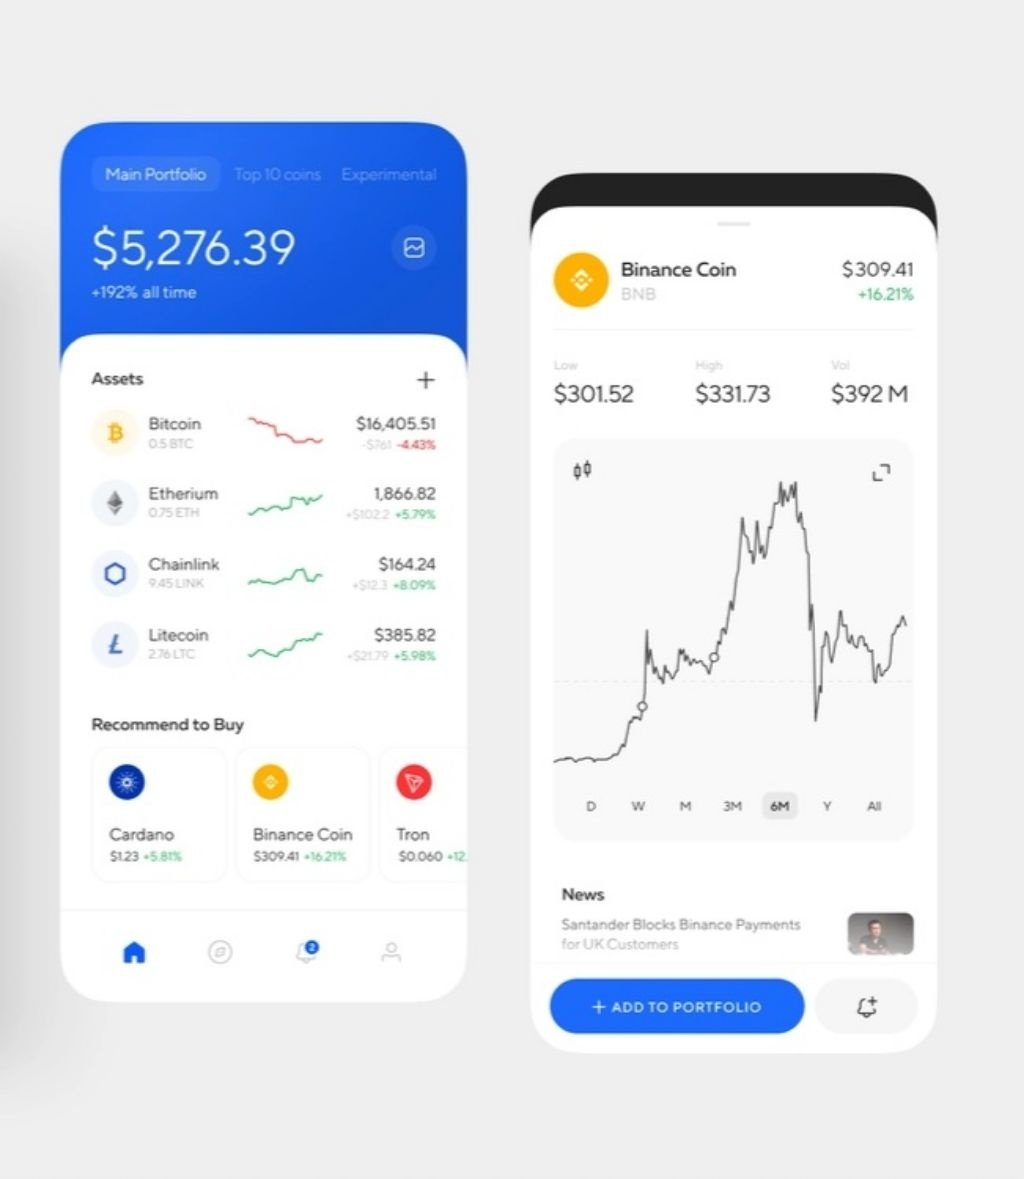 Main Portfolio Top 10 coins Experimental
$5,276.39
+192% all time
Assets
Bitcoin $16,405.51
0.5 BTC -$761 -4.43%
Etherium 1,866.82
0.75 ETH +$102.2 +5.79%
Chainlink $164.24
9.45 LINK +$12.3 +8.09%
Litecoin $385.82
2.76 LTC +$21.79 +5.98%
Recommend to Buy
Cardano Binance Coin Tron
$1.23 +5.81% $309.41 +16.21% $0.060 +12.
2
Binance Coin $309.41
BNB +16.21%
Low High Vol
$301.52 $331.73 $392 M
D W M 3M 6M Y All
News
Santander Blocks Binance Payments
for UK Customers
+ ADD TO PORTFOLIO